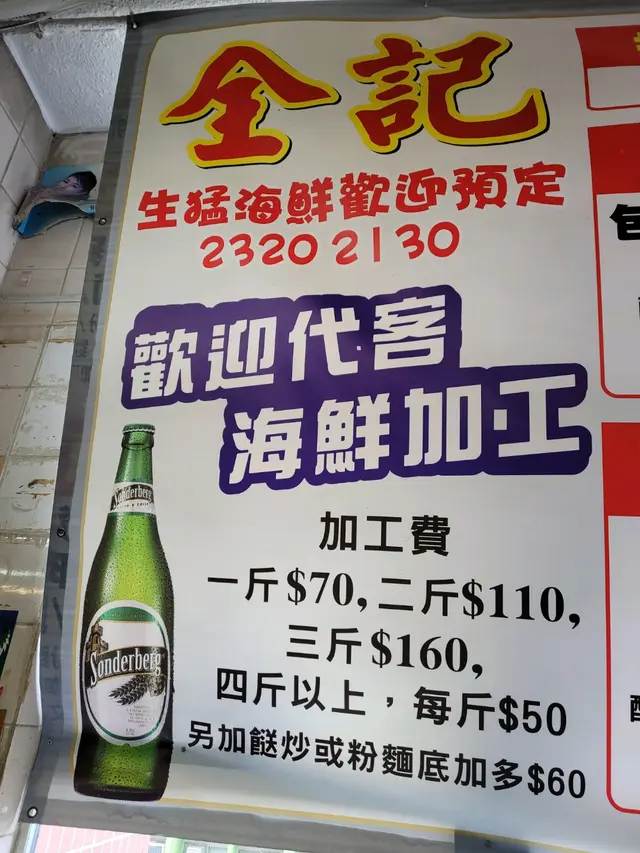 全記
生猛海鮮歡迎預定
2320 2130
歡迎代客
海鮮加工
加工費
一斤$70, 二斤$110,
三斤$160,
四斤以上，每斤$50
另加餸炒或粉麵底加多$60
Sonderberg
Sonderberg
包